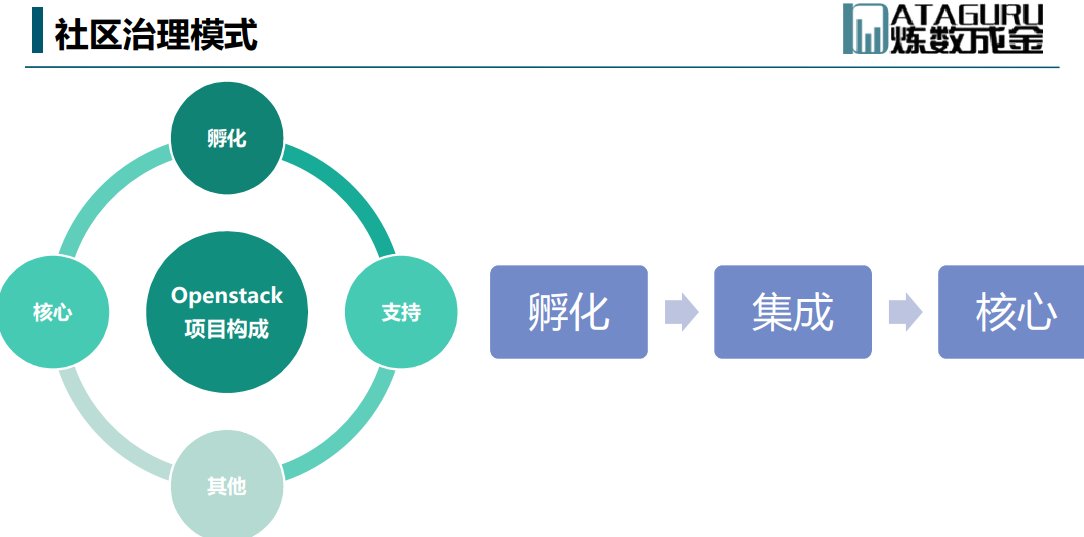 社区治理模式
ATAGURU
炼数成金
孵化
核心
Openstack
项目构成
支持
其他
孵化
集成
核心